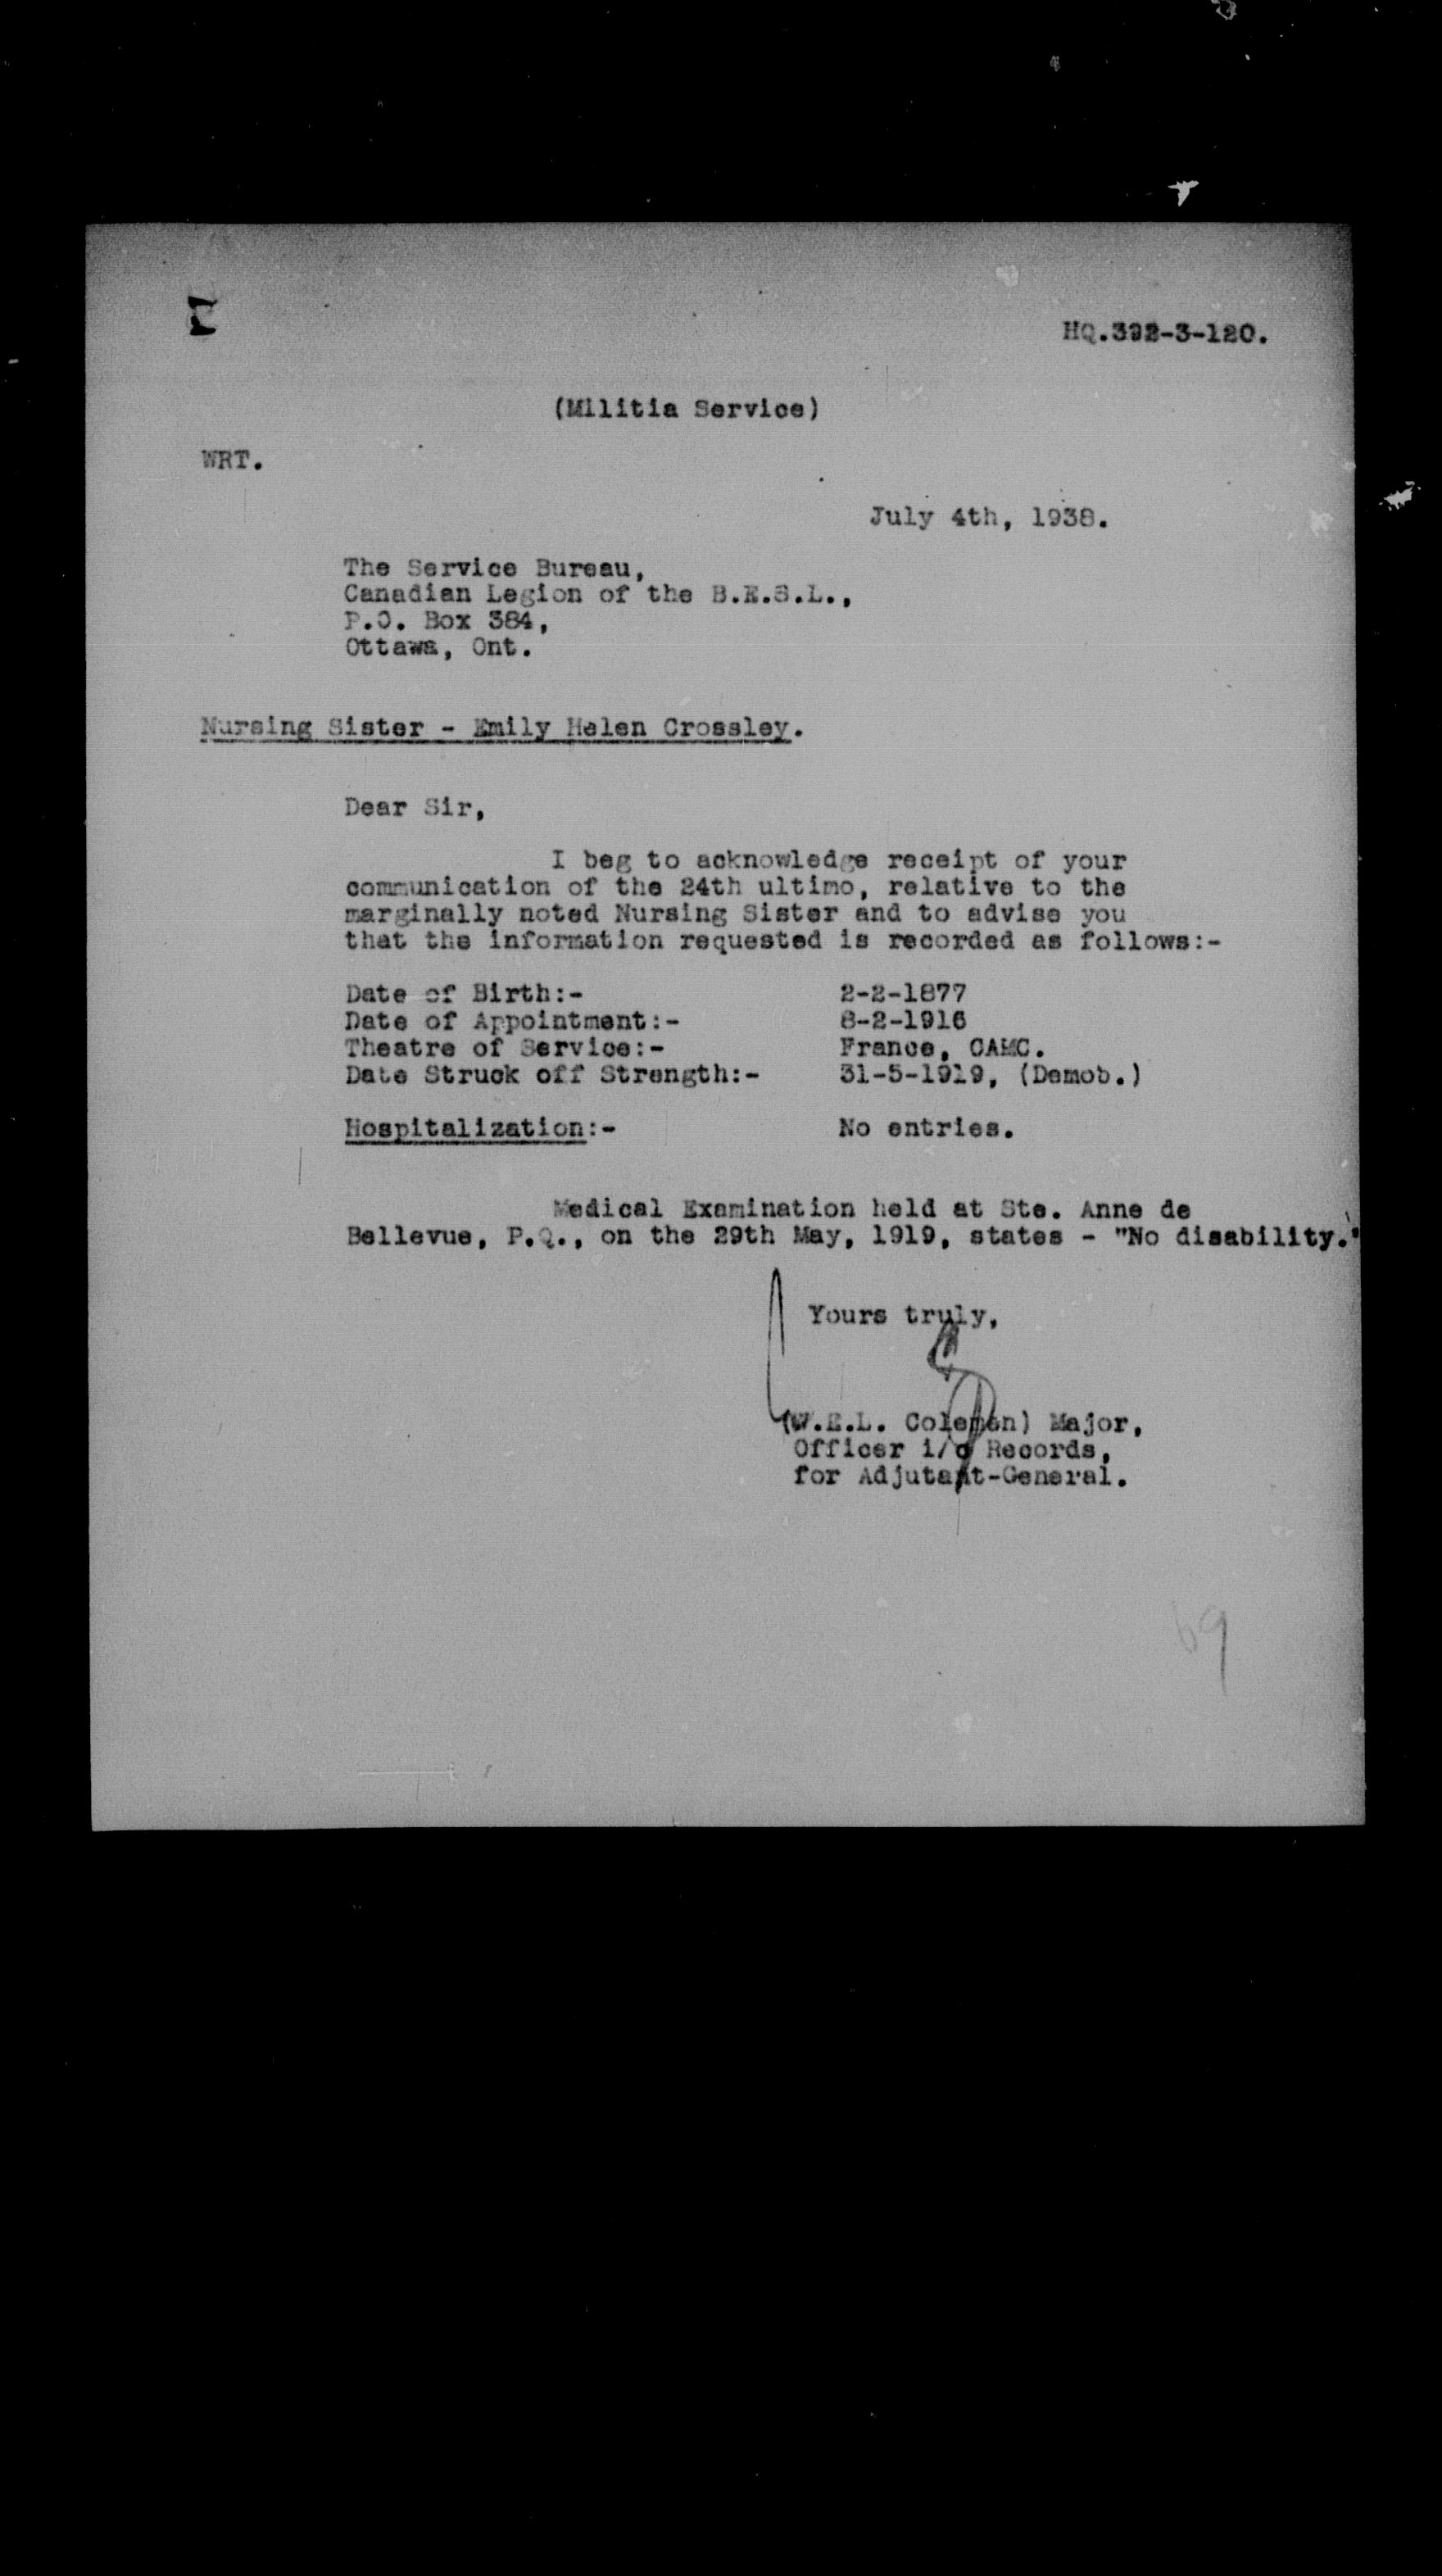 HQ.392-3-120.
(Militia Service)
WRT.
July 4th, 1938.
The Service Bureau,
Canadian Legion of the B.E.S.L.,
P.O. Box 384,
Ottawa, Ont.
Nursing Sister - Emily Helen Crossley.
Dear Sir,
I beg to acknowledge receipt of your
communication of the 24th ultimo, relative to the
marginally noted Nursing Sister and to advise you
that the information requested is recorded as follows:-
Date of Birth:- 2-2-1877
Date of Appointment:- 8-2-1916
Theatre of Service:- France, CAMC.
Date Struck off Strength:- 31-5-1919, (Demob.)
Hospitalization:- No entries.
Medical Examination held at Ste. Anne de
Bellevue, P.Q., on the 29th May, 1919, states - "No disability."
Yours truly,
(W.E.L. Coleman) Major,
Officer i/c Records,
for Adjutant-General.
69